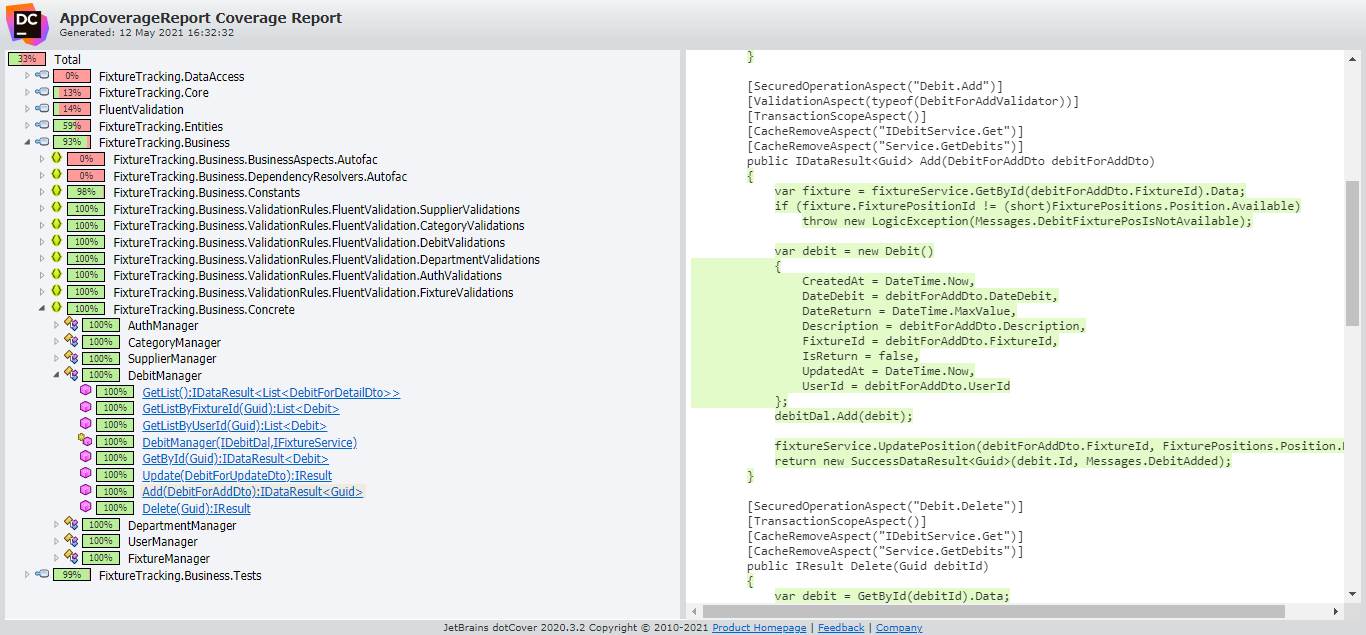 DC
AppCoverageReport Coverage Report
Generated: 12 May 2021 16:32:32
33% Total
0% FixtureTracking.DataAccess
13% FixtureTracking.Core
14% FluentValidation
59% FixtureTracking.Entities
93% FixtureTracking.Business
0% FixtureTracking.Business.BusinessAspects.Autofac
0% FixtureTracking.Business.DependencyResolvers.Autofac
98% FixtureTracking.Business.Constants
100% FixtureTracking.Business.ValidationRules.FluentValidation.SupplierValidations
100% FixtureTracking.Business.ValidationRules.FluentValidation.CategoryValidations
100% FixtureTracking.Business.ValidationRules.FluentValidation.DebitValidations
100% FixtureTracking.Business.ValidationRules.FluentValidation.DepartmentValidations
100% FixtureTracking.Business.ValidationRules.FluentValidation.AuthValidations
100% FixtureTracking.Business.ValidationRules.FluentValidation.FixtureValidations
100% FixtureTracking.Business.Concrete
100% AuthManager
100% CategoryManager
100% SupplierManager
100% DebitManager
100% GetList():IDataResult<List<DebitForDetailDto>>
100% GetListByFixtureId(Guid):List<Debit>
100% GetListByUserId(Guid):List<Debit>
100% DebitManager(IDebitDal,IFixtureService)
100% GetById(Guid):IDataResult<Debit>
100% Update(DebitForUpdateDto):IResult
100% Add(DebitForAddDto):IDataResult<Guid>
100% Delete(Guid):IResult
100% DepartmentManager
100% UserManager
100% FixtureManager
99% FixtureTracking.Business.Tests
}
[SecuredOperationAspect("Debit.Add")]
[ValidationAspect(typeof(DebitForAddValidator))]
[TransactionScopeAspect()]
[CacheRemoveAspect("IDebitService.Get")]
[CacheRemoveAspect("Service.GetDebits")]
public IDataResult<Guid> Add(DebitForAddDto debitForAddDto)
{
var fixture = fixtureService.GetById(debitForAddDto.FixtureId).Data;
if (fixture.FixturePositionId != (short)FixturePositions.Position.Available)
throw new LogicException(Messages.DebitFixturePosIsNotAvailable);
var debit = new Debit()
{
CreatedAt = DateTime.Now,
DateDebit = debitForAddDto.DateDebit,
DateReturn = DateTime.MaxValue,
Description = debitForAddDto.Description,
FixtureId = debitForAddDto.FixtureId,
IsReturn = false,
UpdatedAt = DateTime.Now,
UserId = debitForAddDto.UserId
};
debitDal.Add(debit);
fixtureService.UpdatePosition(debitForAddDto.FixtureId, FixturePositions.Position.
return new SuccessDataResult<Guid>(debit.Id, Messages.DebitAdded);
}
[SecuredOperationAspect("Debit.Delete")]
[TransactionScopeAspect()]
[CacheRemoveAspect("IDebitService.Get")]
[CacheRemoveAspect("Service.GetDebits")]
public IResult Delete(Guid debitId)
{
var debit = GetById(debitId).Data;
JetBrains dotCover 2020.3.2 Copyright © 2010-2021 Product Homepage | Feedback | Company